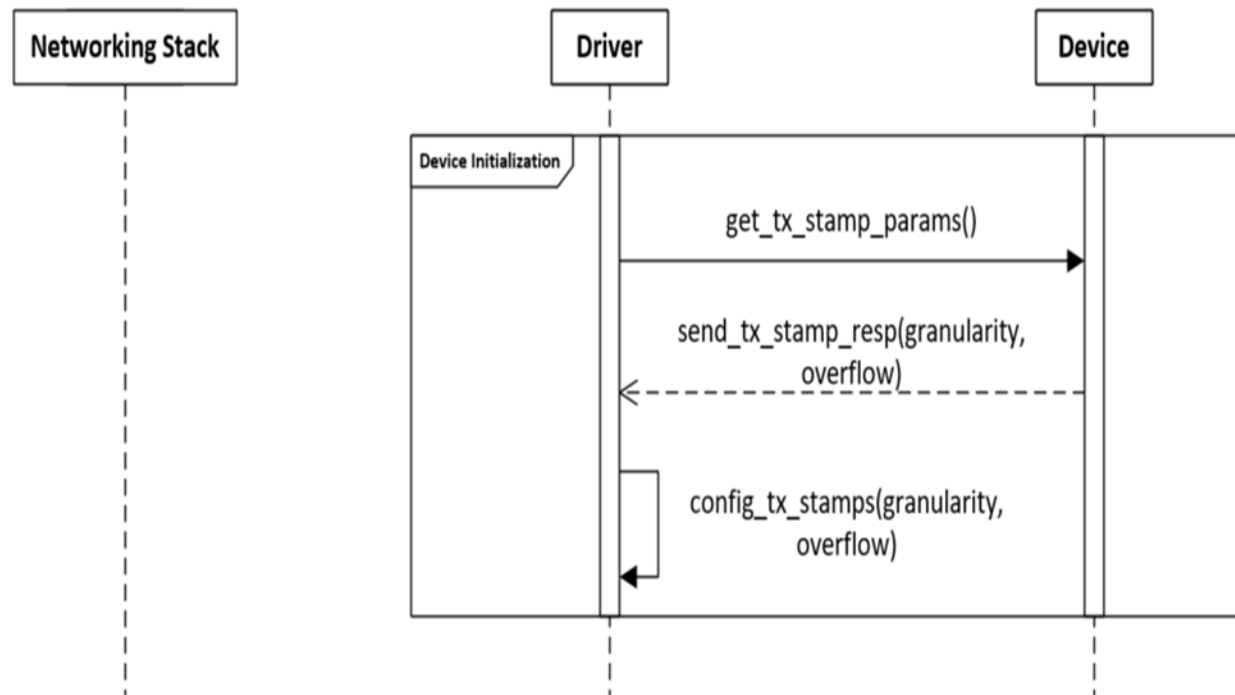 Networking Stack
Driver
Device
Device Initialization
get_tx_stamp_params()
send_tx_stamp_resp(granularity,
overflow)
config_tx_stamps(granularity,
overflow)